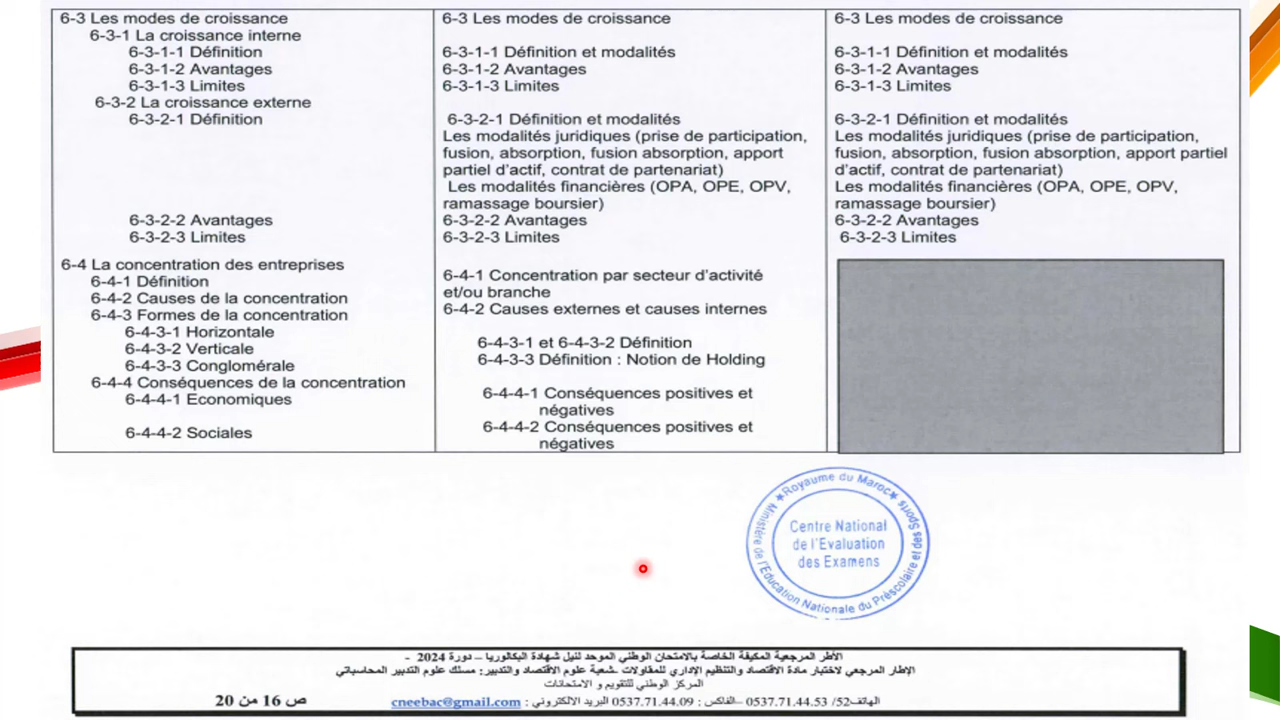 6-3 Les modes de croissance
6-3-1 La croissance interne
6-3-1-1 Définition
6-3-1-2 Avantages
6-3-1-3 Limites
6-3-2 La croissance externe
6-3-2-1 Définition
6-3-2-2 Avantages
6-3-2-3 Limites
6-4 La concentration des entreprises
6-4-1 Définition
6-4-2 Causes de la concentration
6-4-3 Formes de la concentration
6-4-3-1 Horizontale
6-4-3-2 Verticale
6-4-3-3 Conglomérale
6-4-4 Conséquences de la concentration
6-4-4-1 Economiques
6-4-4-2 Sociales
6-3 Les modes de croissance
6-3-1-1 Définition et modalités
6-3-1-2 Avantages
6-3-1-3 Limites
6-3-2-1 Définition et modalités
Les modalités juridiques (prise de participation,
fusion, absorption, fusion absorption, apport
partiel d'actif, contrat de partenariat)
Les modalités financières (OPA, OPE, OPV,
ramassage boursier)
6-3-2-2 Avantages
6-3-2-3 Limites
6-4-1 Concentration par secteur d'activité
et/ou branche
6-4-2 Causes externes et causes internes
6-4-3-1 et 6-4-3-2 Définition
6-4-3-3 Définition : Notion de Holding
6-4-4-1 Conséquences positives et
négatives
6-4-4-2 Conséquences positives et
négatives
6-3 Les modes de croissance
6-3-1-1 Définition et modalités
6-3-1-2 Avantages
6-3-1-3 Limites
6-3-2-1 Définition et modalités
Les modalités juridiques (prise de participation,
fusion, absorption, fusion absorption, apport partiel
d'actif, contrat de partenariat)
Les modalités financières (OPA, OPE, OPV,
ramassage boursier)
6-3-2-2 Avantages
6-3-2-3 Limites
★Royaume du Maroc★
Ministère de l'Education Nationale du Préscolaire et des Sports
Centre National
de l'Evaluation
des Examens
الأطر المرجعية المكيفة الخاصة بالامتحان الوطني الموحد لنيل شهادة البكالوريا – دورة 2024 -
الإطار المرجعي لاختبار مادة الاقتصاد والتنظيم الإداري للمقاولات -شعبة علوم الاقتصاد والتدبير: مسلك علوم التدبير المحاسباتي
المركز الوطني للتقويم و الامتحانات
الهاتف52/ 0537.71.44.53 –الفاكس : 0537.71.44.09 البريد الالكتروني : cneebac@gmail.com
ص 16 من 20